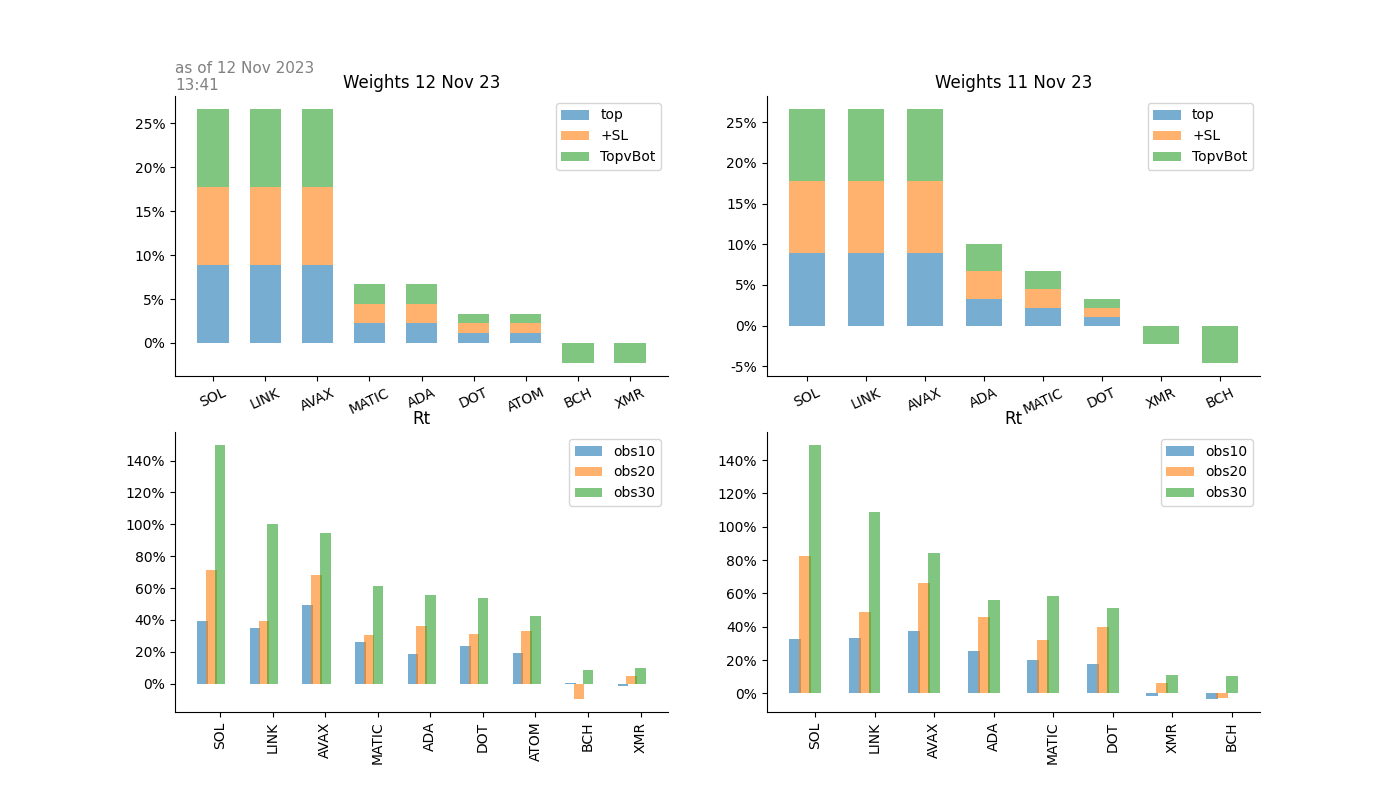 as of 12 Nov 2023
13:41
Weights 12 Nov 23
25%
20%
15%
10%
5%
0%
top
+SL
TopvBot
SOL LINK AVAX MATIC ADA DOT ATOM BCH XMR
Weights 11 Nov 23
25%
20%
15%
10%
5%
0%
-5%
top
+SL
TopvBot
SOL LINK AVAX ADA MATIC DOT XMR BCH
Rt
140%
120%
100%
80%
60%
40%
20%
0%
obs10
obs20
obs30
SOL LINK AVAX MATIC ADA DOT ATOM BCH XMR
Rt
140%
120%
100%
80%
60%
40%
20%
0%
obs10
obs20
obs30
SOL LINK AVAX ADA MATIC DOT XMR BCH